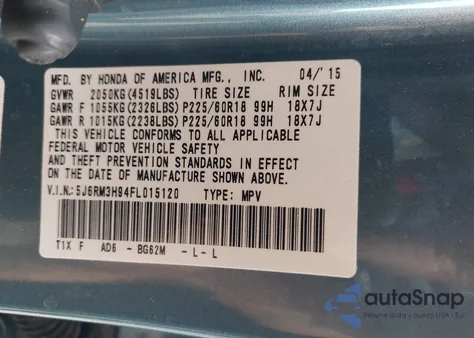 MFD. BY HONDA OF AMERICA MFG., INC. 04/'15
GVWR 2050KG(4519LBS) TIRE SIZE RIM SIZE
GAWR F 1055KG(2326LBS) P225/60R18 99H 18X7J
GAWR R 1015KG(2238LBS) P225/60R18 99H 18X7J
THIS VEHICLE CONFORMS TO ALL APPLICABLE
FEDERAL MOTOR VEHICLE SAFETY
AND THEFT PREVENTION STANDARDS IN EFFECT
ON THE DATE OF MANUFACTURE SHOWN ABOVE.
V.I.N.:5J6RM3H94FL015120 TYPE: MPV
T1X F AD6 - BG62M - L - L
autoSnap